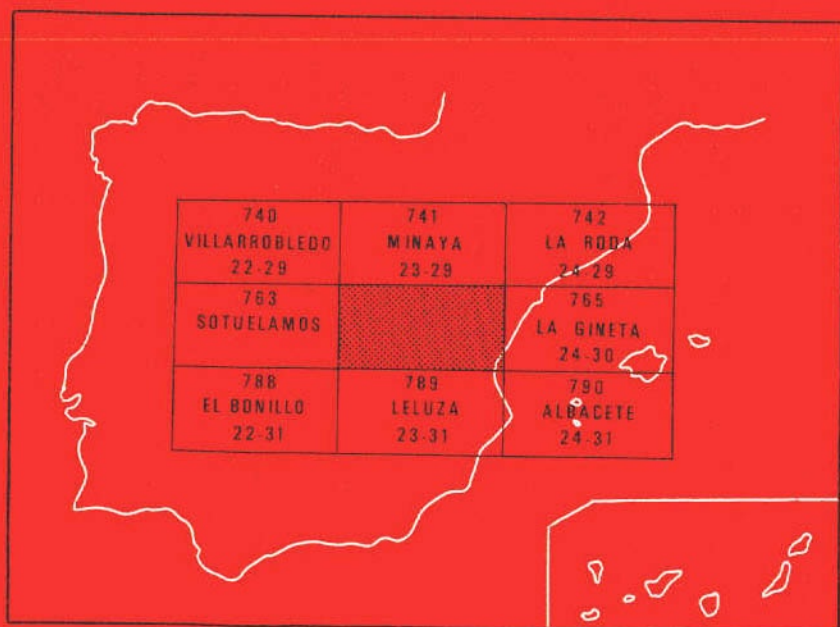 740
VILLARROBLEDO
22-29
741
MINAYA
23-29
742
LA RODA
24-29
763
SOTUELAMOS
765
LA GINETA
24-30
788
EL BONILLO
22-31
789
LELUZA
23-31
790
ALBACETE
24-31